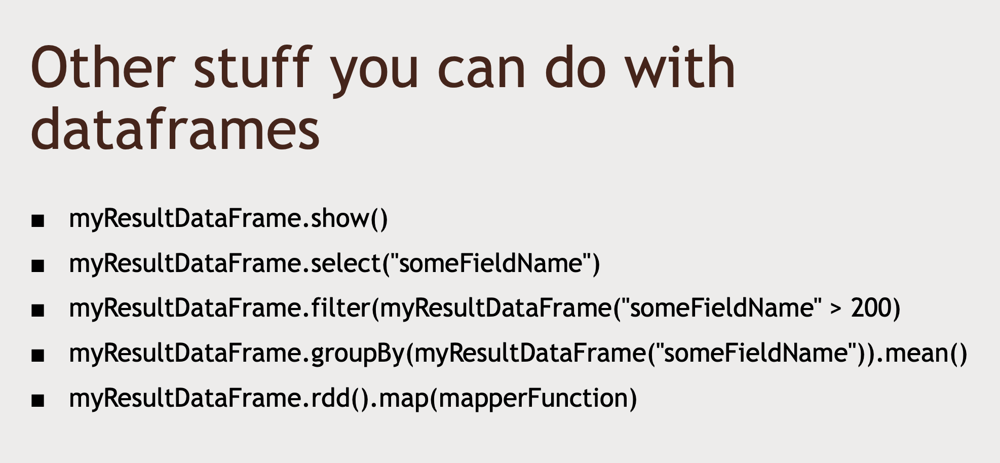 Other stuff you can do with
dataframes
■ myResultDataFrame.show()
■ myResultDataFrame.select("someFieldName")
■ myResultDataFrame.filter(myResultDataFrame("someFieldName" > 200)
■ myResultDataFrame.groupBy(myResultDataFrame("someFieldName")).mean()
■ myResultDataFrame.rdd().map(mapperFunction)